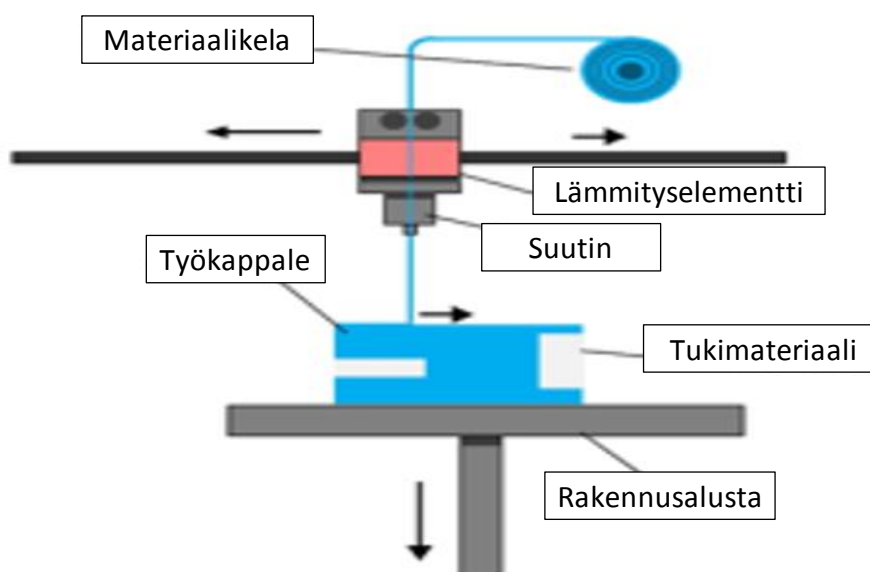 Materiaalikela
Lämmityselementti
Suutin
Työkappale
Tukimateriaali
Rakennusalusta